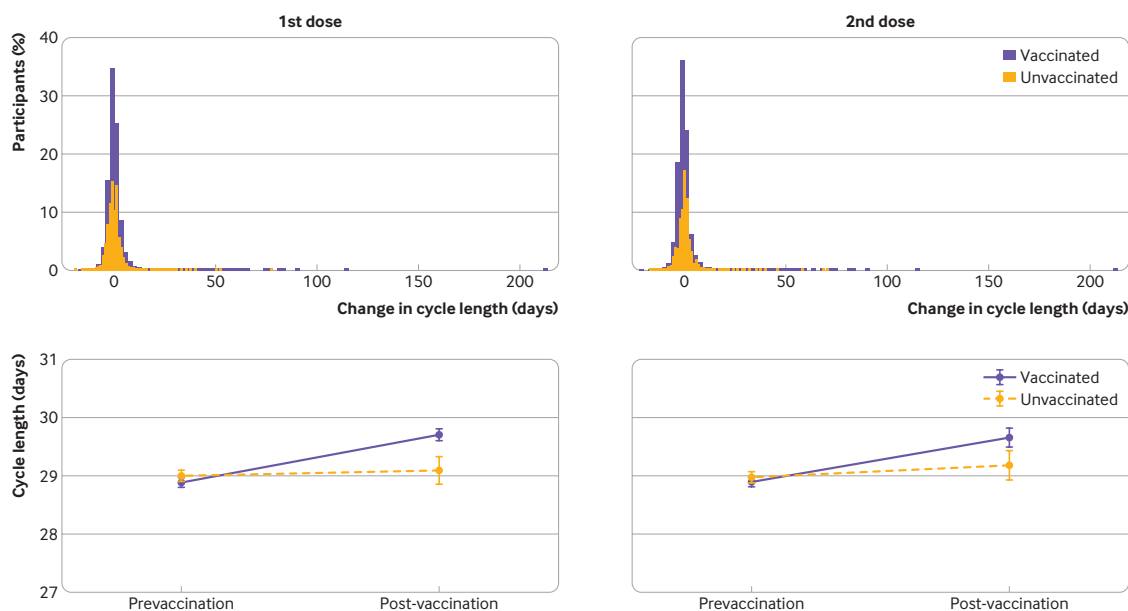 1st dose
2nd dose
Participants (%)
40
30
20
10
0
Vaccinated
Unvaccinated
0 50 100 150 200
0 50 100 150 200
Change in cycle length (days)
Change in cycle length (days)
Cycle length (days)
31
30
29
28
27
Vaccinated
Unvaccinated
Prevaccination Post-vaccination
Prevaccination Post-vaccination